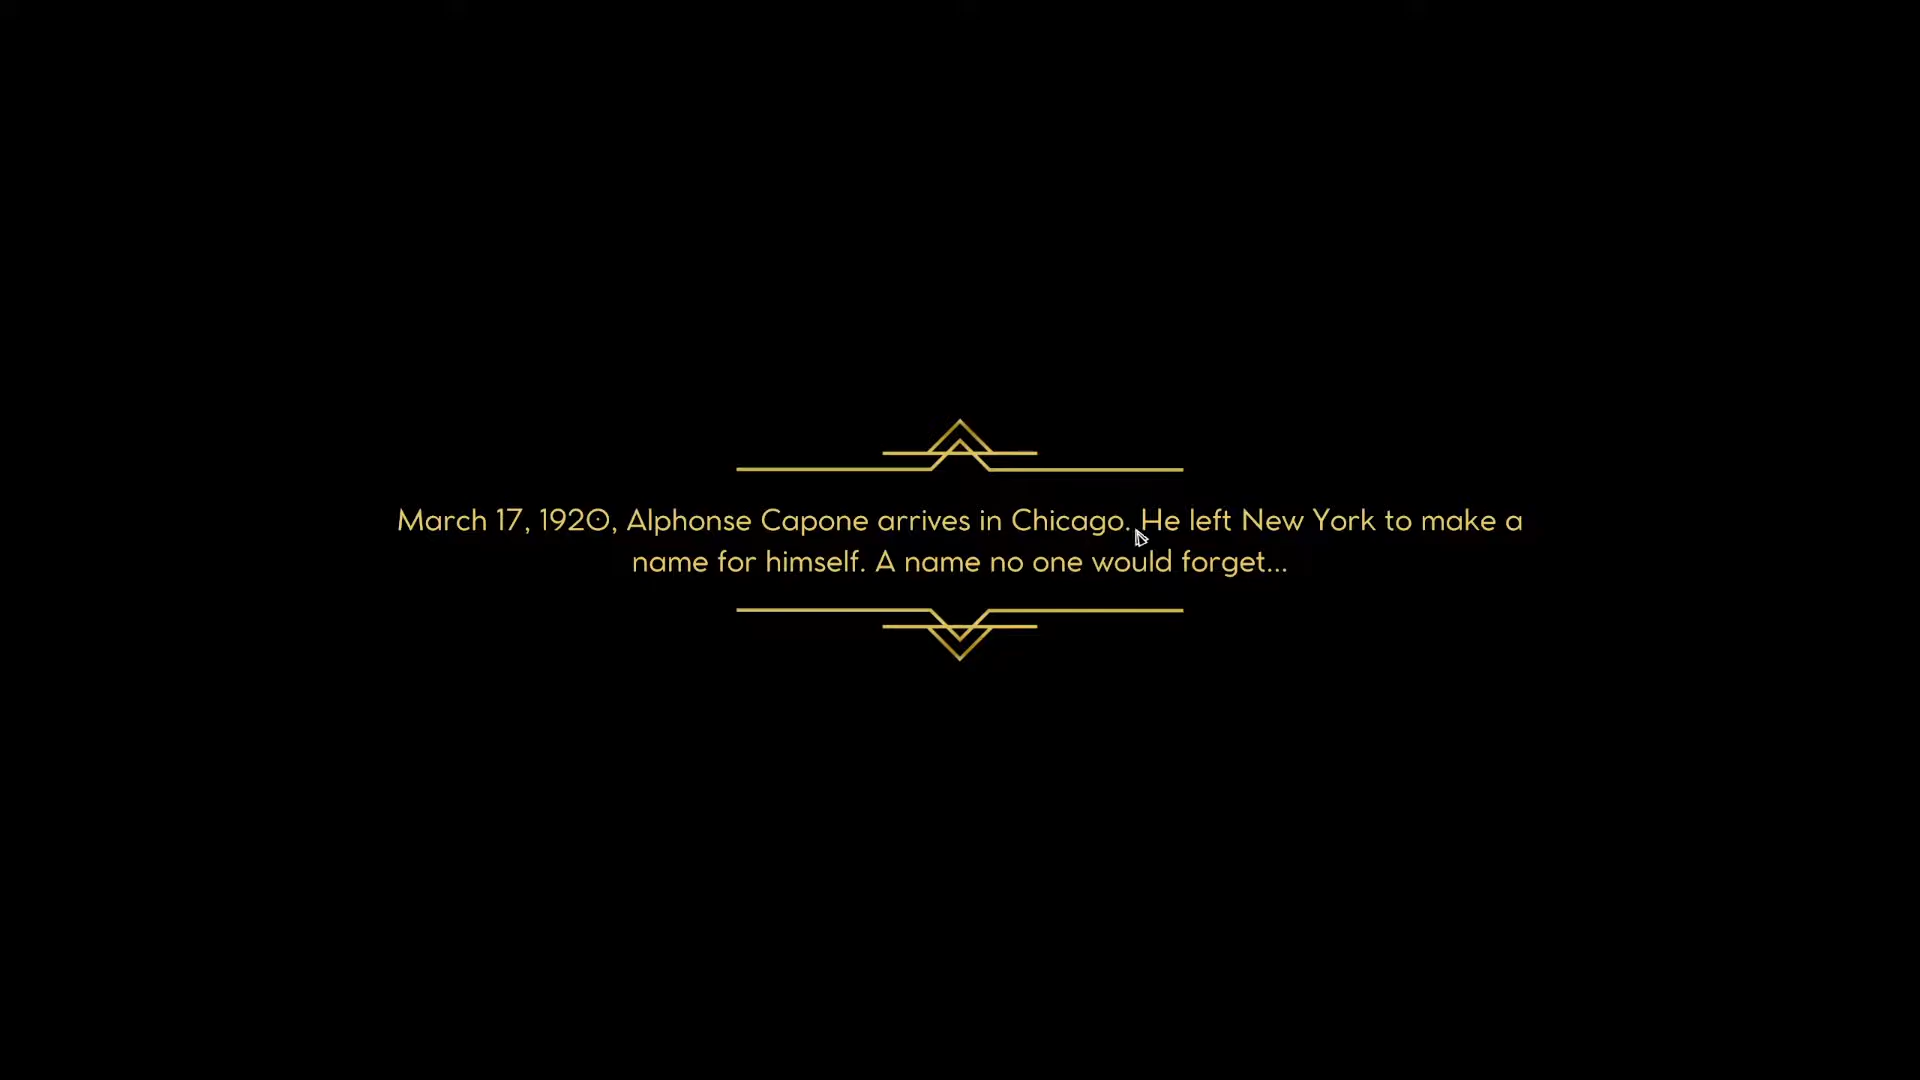 March 17, 1920, Alphonse Capone arrives in Chicago. He left New York to make a
name for himself. A name no one would forget...